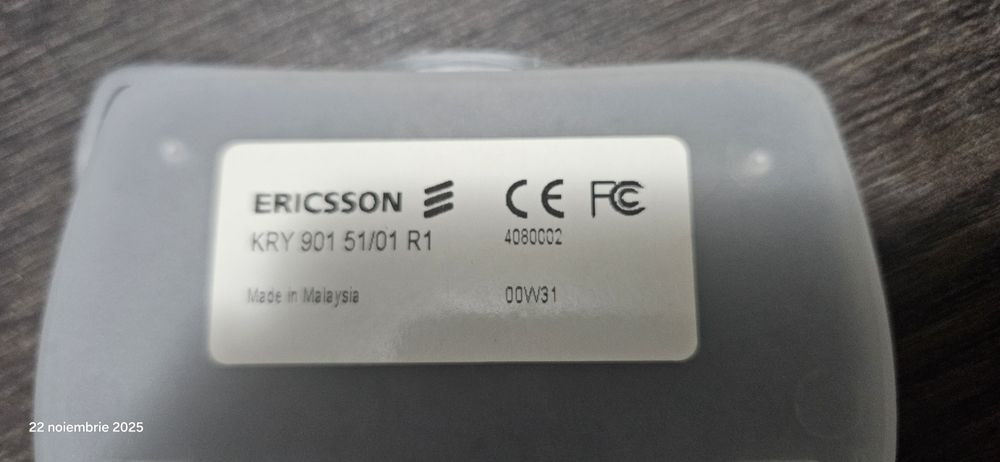 ERICSSON CE FC
KRY 901 51/01 R1 4080002
Made in Malaysia 00W31
22 noiembrie 2025